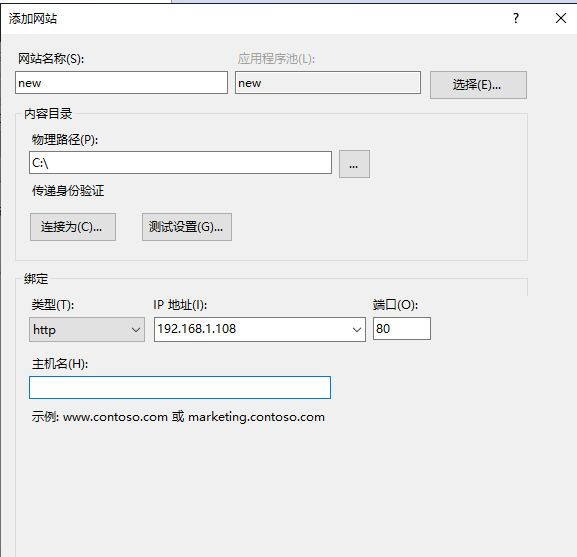 添加网站 ?
网站名称(S): 应用程序池(L):
new new 选择(E)...
内容目录
物理路径(P):
C:\ ...
传递身份验证
连接为(C)... 测试设置(G)...
绑定
类型(T): IP 地址(I): 端口(O):
http 192.168.1.108 80
主机名(H):
示例: www.contoso.com 或 marketing.contoso.com